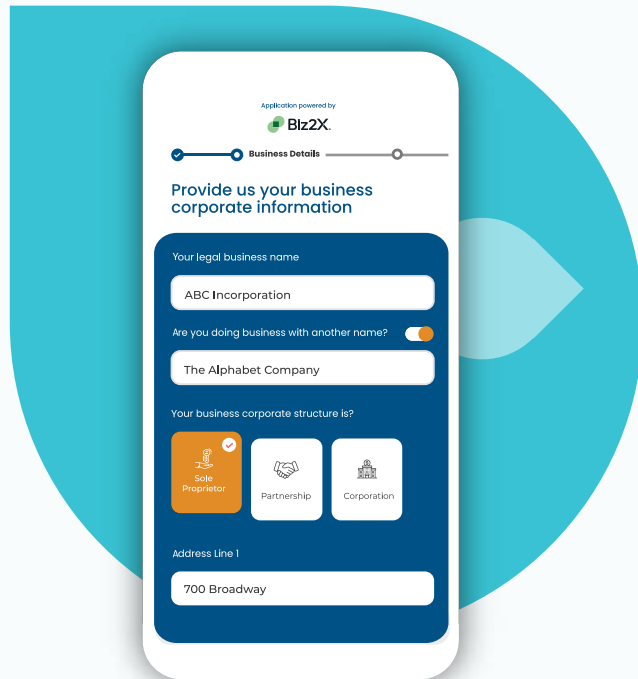 Application powered by
Biz2X.
Business Details
Provide us your business
corporate information
Your legal business name
ABC Incorporation
Are you doing business with another name?
The Alphabet Company
Your business corporate structure is?
Sole
Proprietor
Partnership
Corporation
Address Line 1
700 Broadway